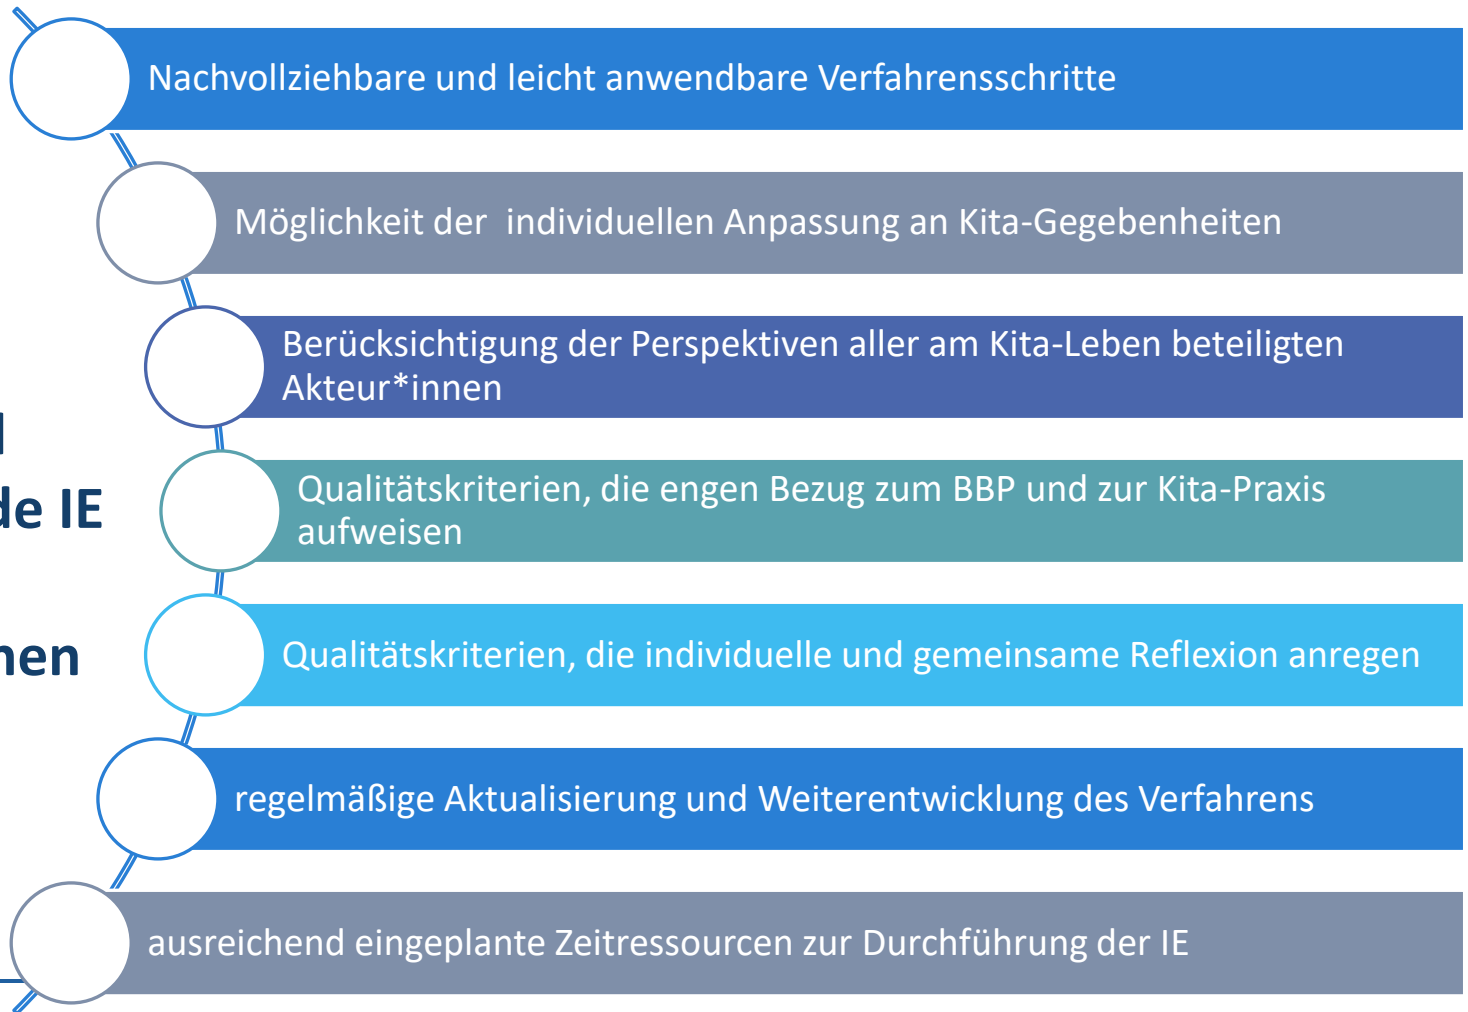 Nachvollziehbare und leicht anwendbare Verfahrensschritte
Möglichkeit der  individuellen Anpassung an Kita-Gegebenheiten
Berücksichtigung der Perspektiven aller am Kita-Leben beteiligten
Akteur*innen
Qualitätskriterien, die engen Bezug zum BBP und zur Kita-Praxis
aufweisen
Qualitätskriterien, die individuelle und gemeinsame Reflexion anregen
regelmäßige Aktualisierung und Weiterentwicklung des Verfahrens
ausreichend eingeplante Zeitressourcen zur Durchführung der IE
IE